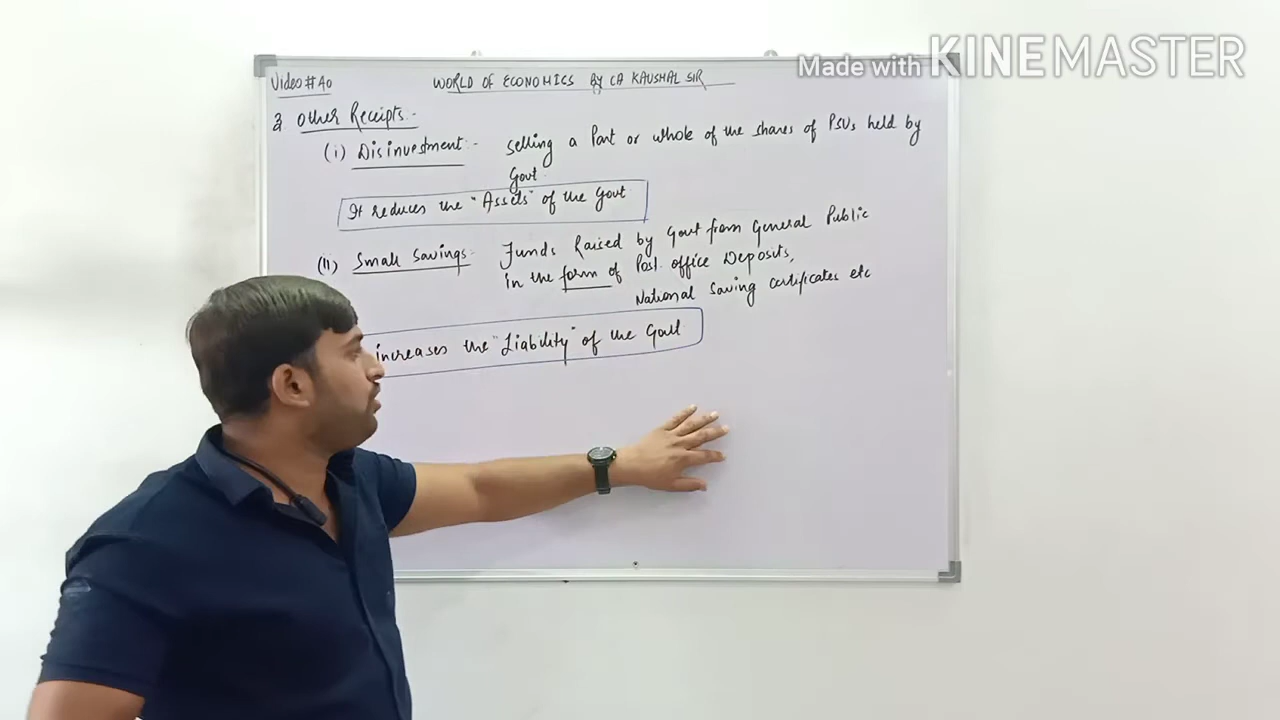 Made with KINEMASTER
Video # 40 WORLD OF ECONOMICS BY CA KAUSHAL SIR
3. Other Receipts:-
(i) Disinvestment:- Selling a Part or whole of the shares of PSUs held by
Govt.
It reduces the "Assets" of the Govt
(II) Small Savings: Funds Raised by Govt from General Public
in the form of Post office Deposits,
National Saving certificates etc
increases the "Liability" of the Govt